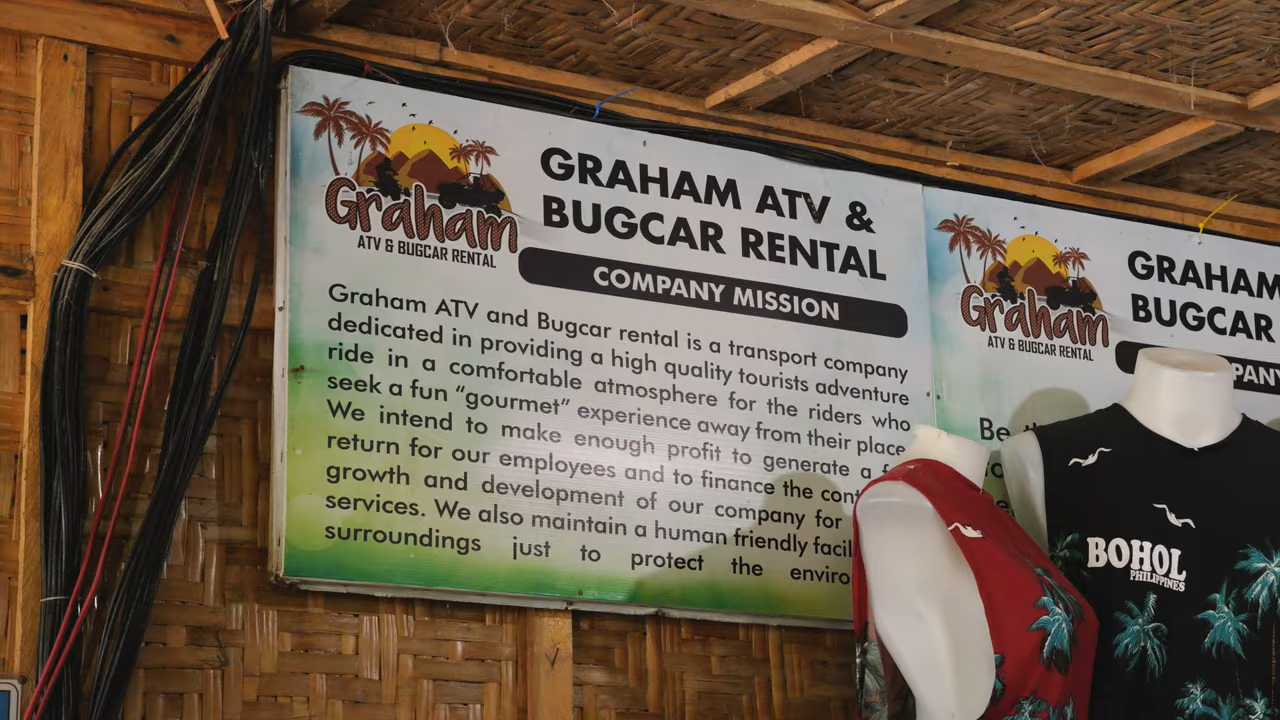 Graham
ATV & BUGCAR RENTAL
GRAHAM ATV &
BUGCAR RENTAL
COMPANY MISSION
Graham ATV and Bugcar rental is a transport company
dedicated in providing a high quality tourists adventure
ride in a comfortable atmosphere for the riders who
seek a fun “gourmet” experience away from their place
We intend to make enough profit to generate a
return for our employees and to finance the
growth and development of our company for
services. We also maintain a human friendly
surroundings just to protect the
Graham
ATV & BUGCAR RENTAL
GRAHAM
BUGCAR
Be
BOHOL
PHILIPPINES